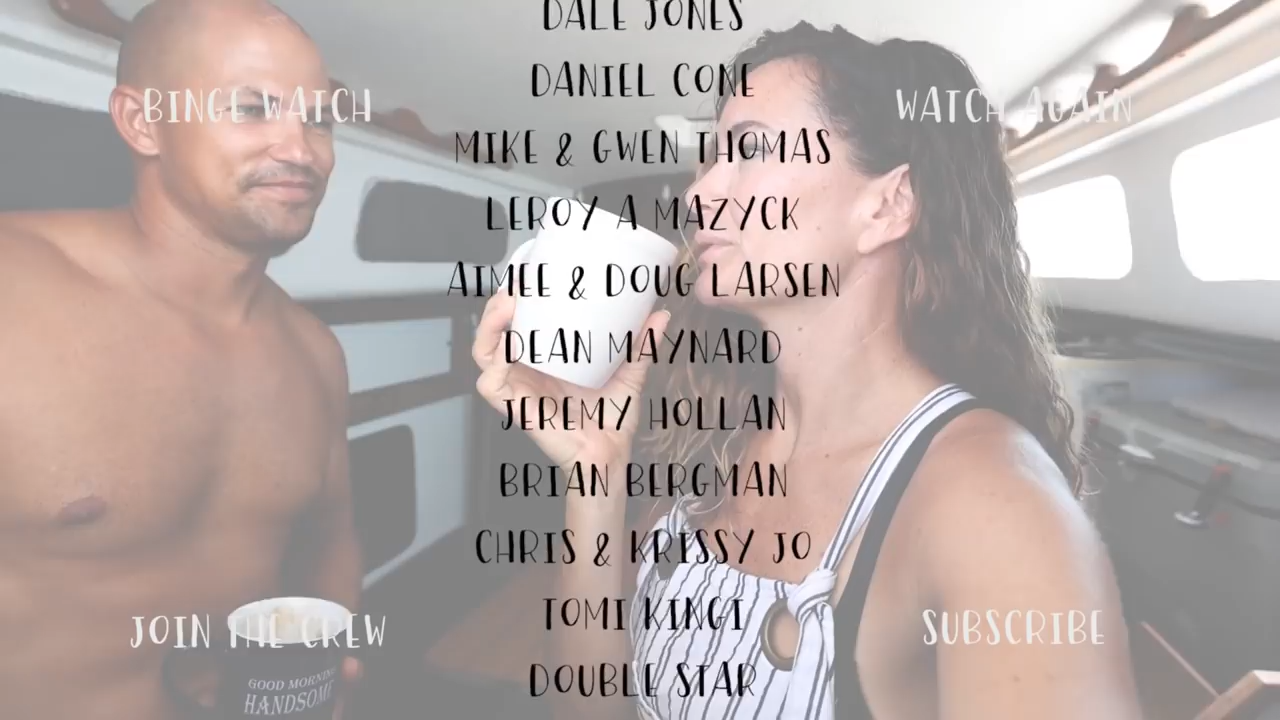 DALE JONES
DANIEL CONE
BINGE WATCH
WATCH AGAIN
MIKE & GWEN THOMAS
LEROY A MAZYCK
AIMEE & DOUG LARSEN
DEAN MAYNARD
JEREMY HOLLAN
BRIAN BERGMAN
CHRIS & KRISSY JO
TOMI KINGI
JOIN THE CREW
SUBSCRIBE
DOUBLE STAR
GOOD MORNING
HANDSOME